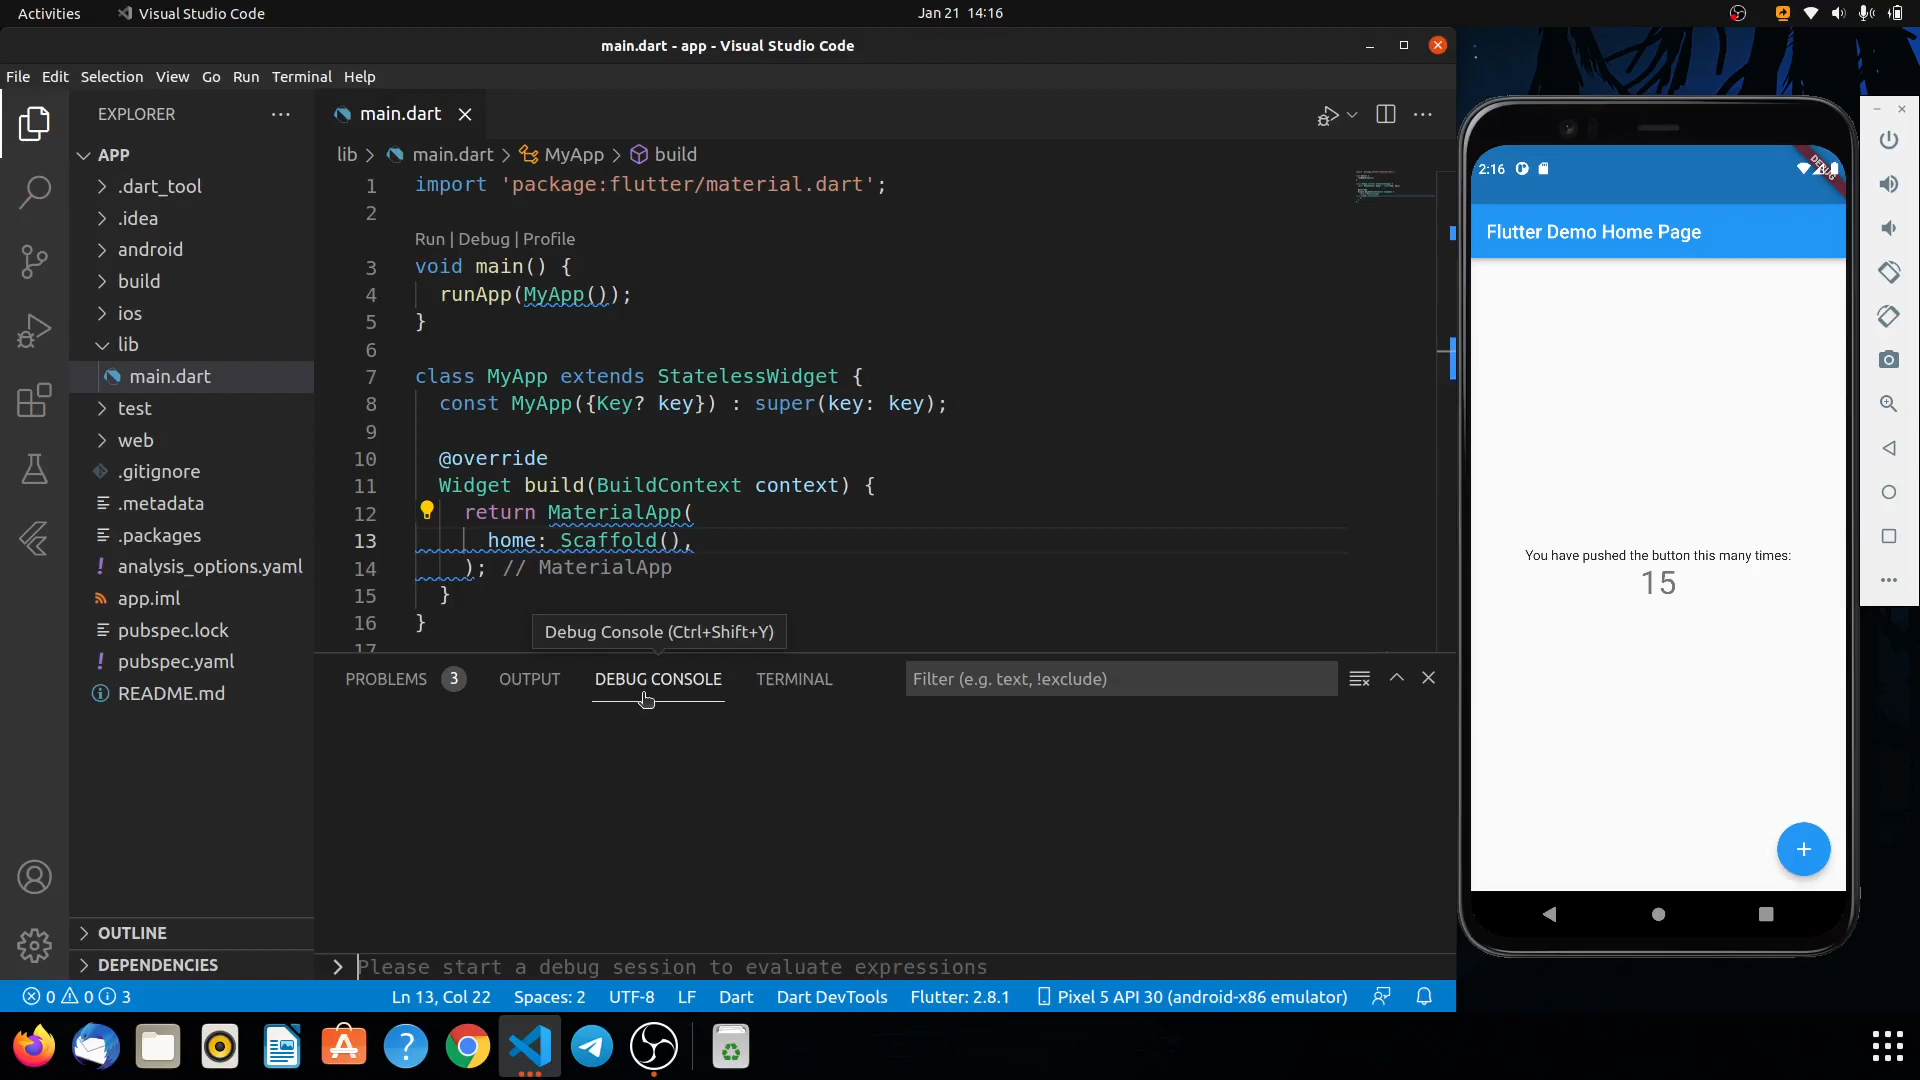 Activities
Visual Studio Code
Jan 21 14:16
main.dart - app - Visual Studio Code
File Edit Selection View Go Run Terminal Help
EXPLORER
APP
.dart_tool
.idea
android
build
ios
lib
main.dart
test
web
.gitignore
.metadata
.packages
analysis_options.yaml
app.iml
pubspec.lock
pubspec.yaml
README.md
OUTLINE
DEPENDENCIES
main.dart
lib > main.dart > MyApp > build
1 import 'package:flutter/material.dart';
2
Run | Debug | Profile
3 void main() {
4 runApp(MyApp());
5 }
6
7 class MyApp extends StatelessWidget {
8 const MyApp({Key? key}) : super(key: key);
9
10 @override
11 Widget build(BuildContext context) {
12 return MaterialApp(
13 home: Scaffold(),
14 ); // MaterialApp
15 }
16 }
17
Debug Console (Ctrl+Shift+Y)
PROBLEMS 3 OUTPUT DEBUG CONSOLE TERMINAL
Filter (e.g. text, !exclude)
Please start a debug session to evaluate expressions
0 0 3
Ln 13, Col 22 Spaces: 2 UTF-8 LF Dart Dart DevTools Flutter: 2.8.1 Pixel 5 API 30 (android-x86 emulator)
2:16
DEBUG
Flutter Demo Home Page
You have pushed the button this many times:
15